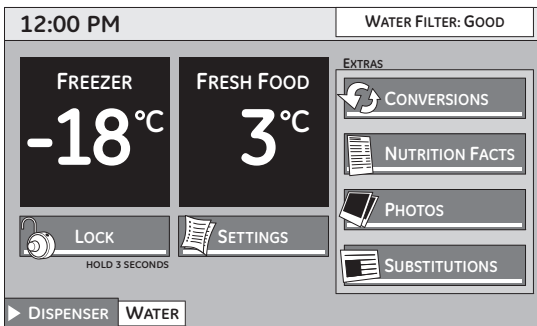 12:00 PM
WATER FILTER: GOOD
FREEZER
-18°C
FRESH FOOD
3°C
EXTRAS
CONVERSIONS
NUTRITION FACTS
PHOTOS
SUBSTITUTIONS
LOCK
HOLD 3 SECONDS
SETTINGS
DISPENSER
WATER